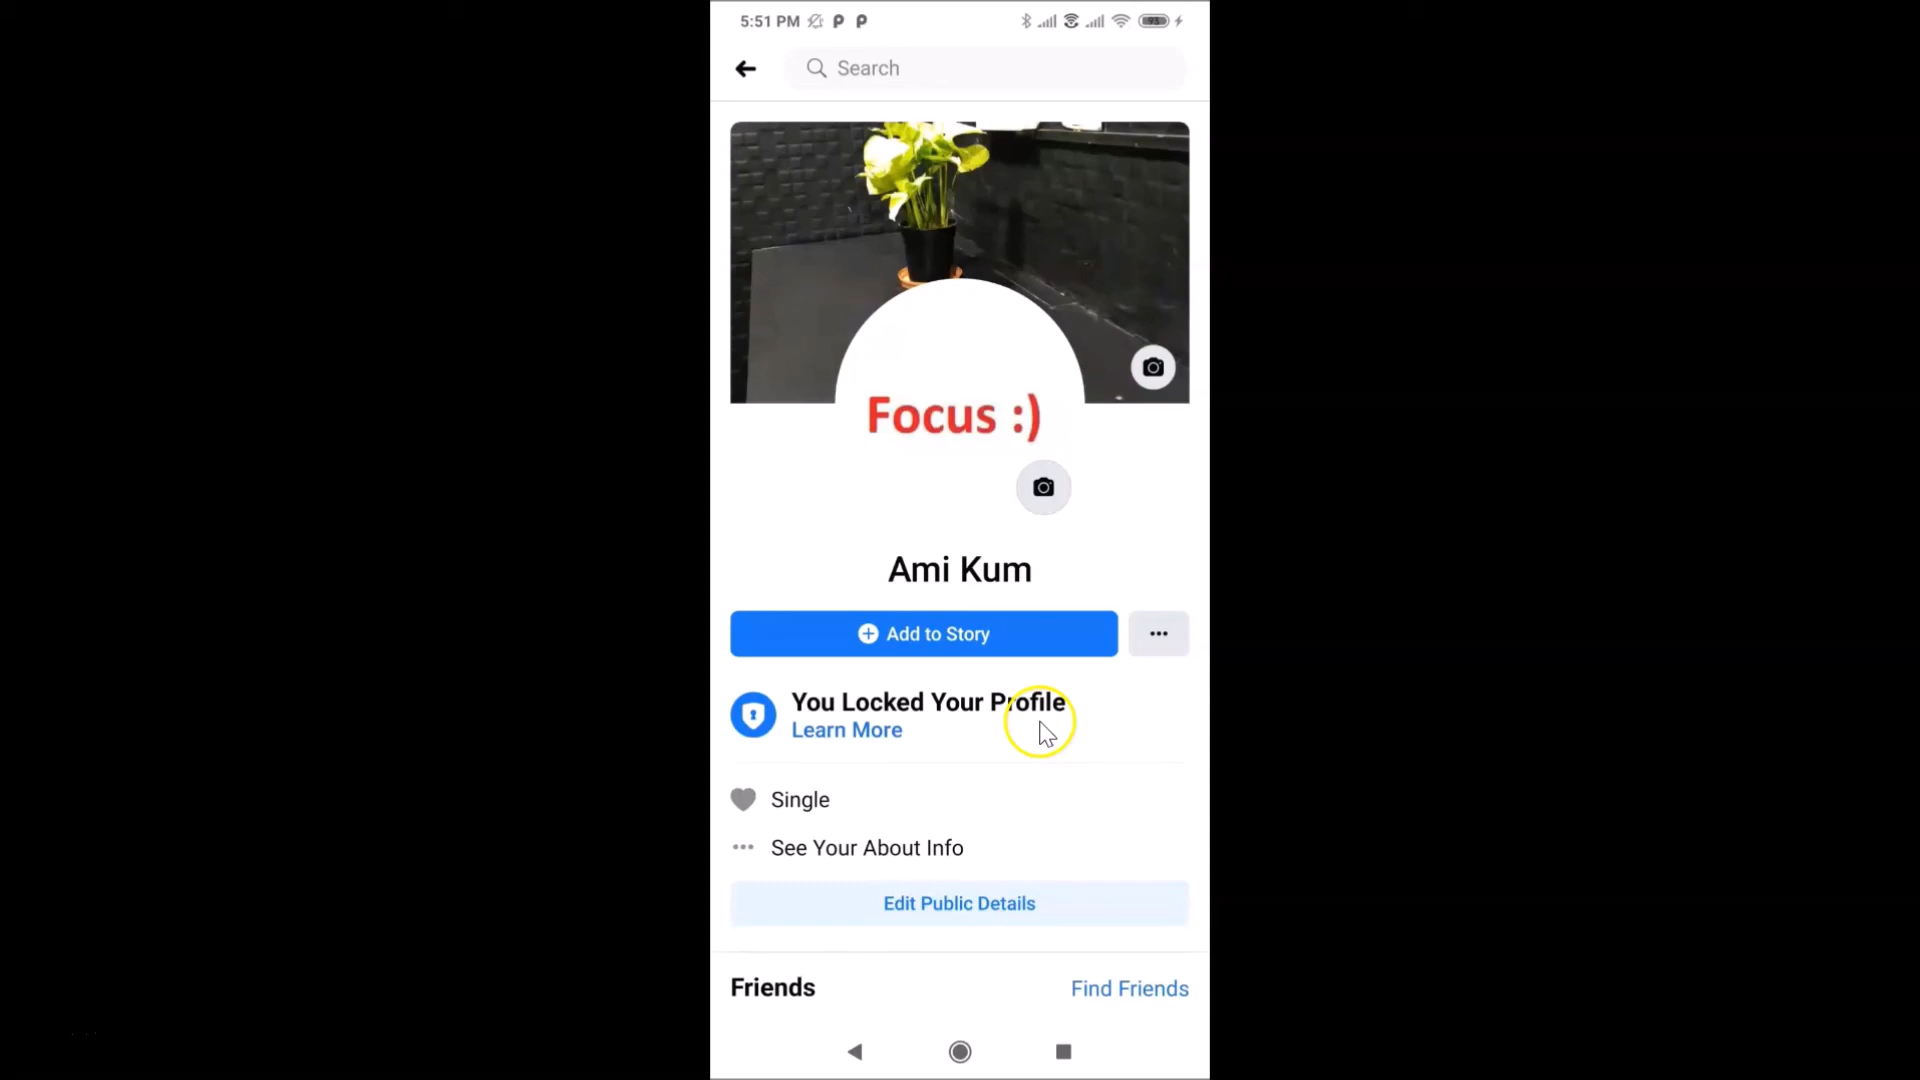 5:51 PM
93
Search
Focus :)
Ami Kum
Add to Story
You Locked Your Profile
Learn More
Single
See Your About Info
Edit Public Details
Friends
Find Friends